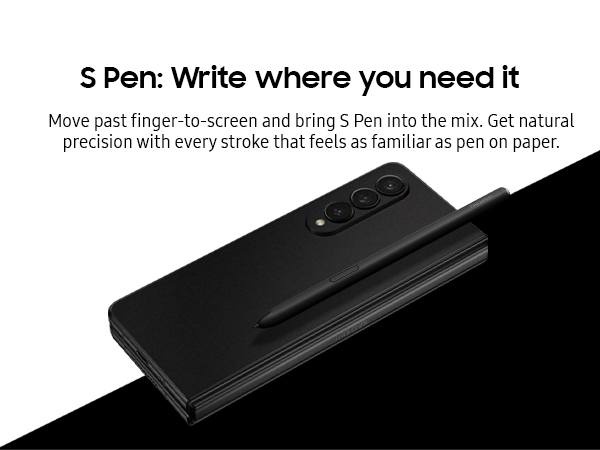 S Pen: Write where you need it
Move past finger-to-screen and bring S Pen into the mix. Get natural
precision with every stroke that feels as familiar as pen on paper.